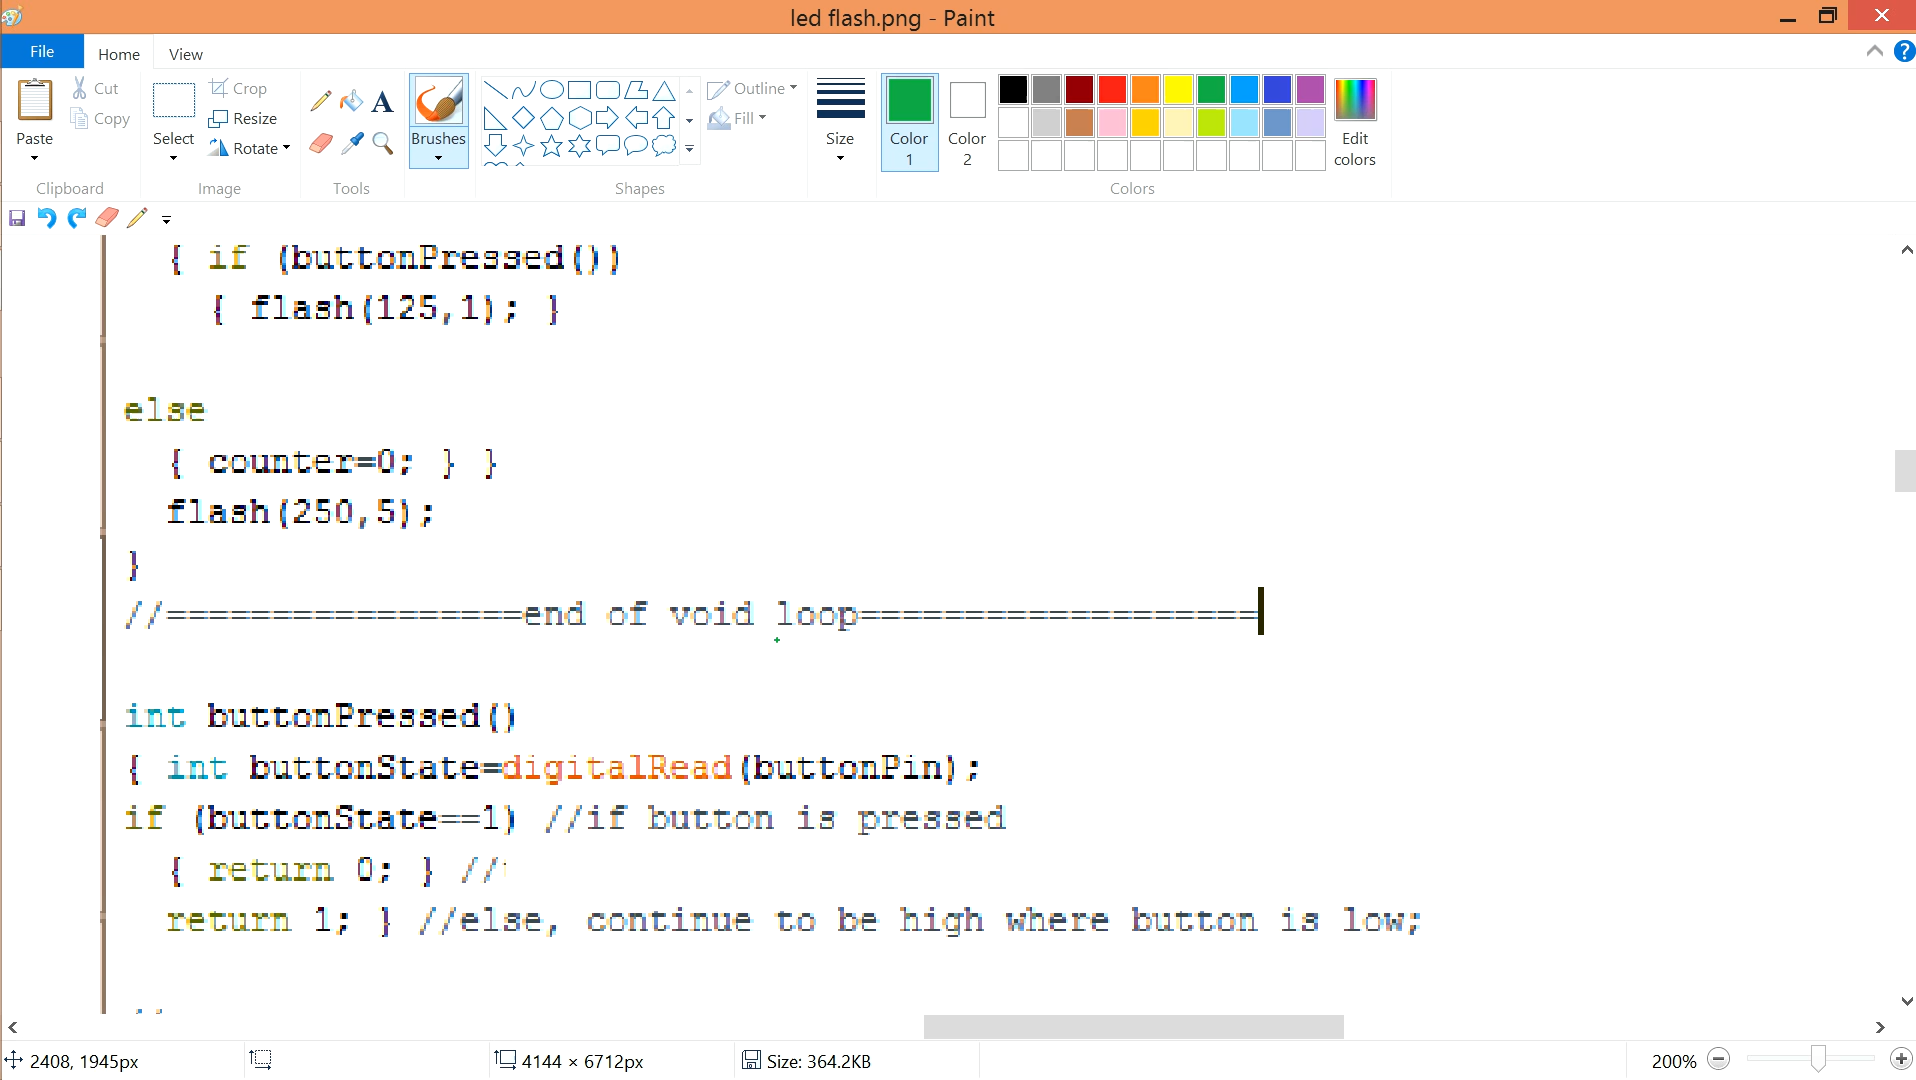 led flash.png - Paint
File
Home
View
Paste
Cut
Copy
Clipboard
Select
Crop
Resize
Rotate
Image
A
Tools
Brushes
Shapes
Outline
Fill
Size
Color 1
Color 2
Edit colors
Colors
{ if (buttonPressed())
{ flash(125,1); }
else
{ counter=0; } }
flash(250,5);
}
//=================end of void loop===================
int buttonPressed()
{ int buttonState=digitalRead(buttonPin);
if (buttonState==1) //if button is pressed
{ return 0; } //
return 1; } //else, continue to be high where button is low;
2408, 1945px
4144 × 6712px
Size: 364.2KB
200%